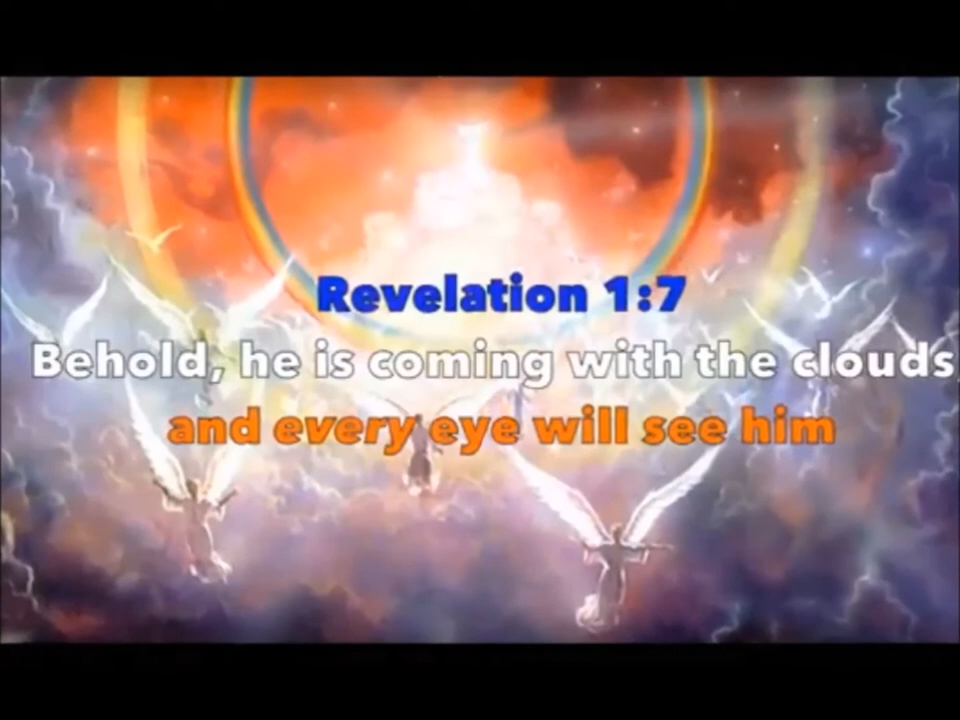 Revelation 1:7
Behold, he is coming with the clouds
and every eye will see him